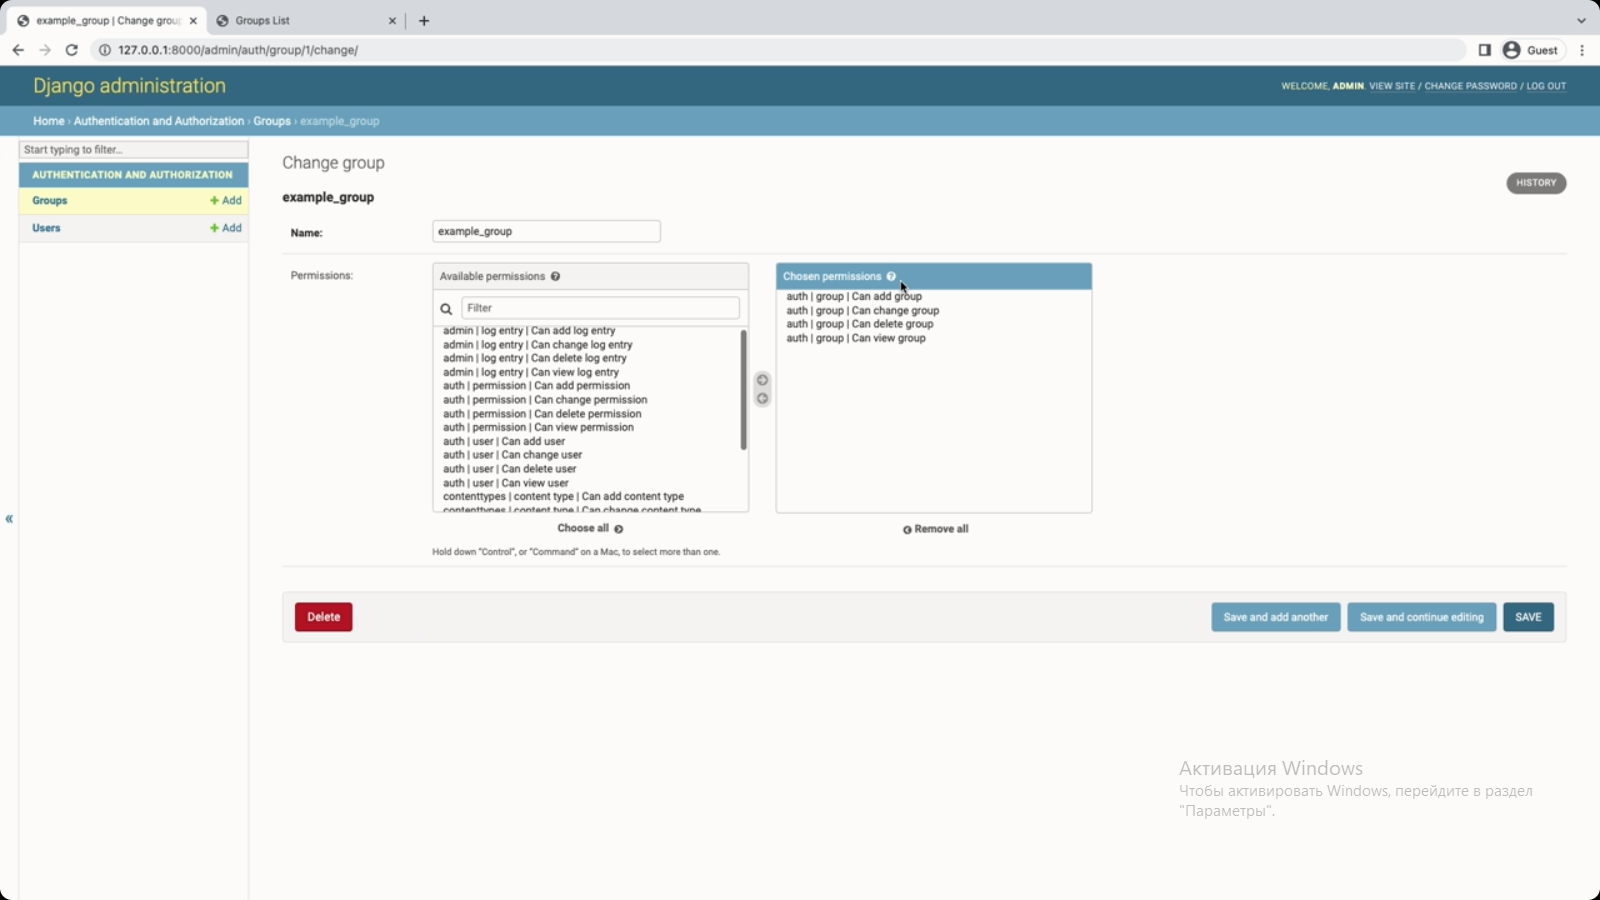 example_group | Change grou
Groups List
127.0.0.1:8000/admin/auth/group/1/change/
Guest
Django administration
WELCOME, ADMIN. VIEW SITE / CHANGE PASSWORD / LOG OUT
Home › Authentication and Authorization › Groups › example_group
Start typing to filter...
AUTHENTICATION AND AUTHORIZATION
Groups
+ Add
Users
+ Add
Change group
HISTORY
example_group
Name:
example_group
Permissions:
Available permissions
Filter
admin | log entry | Can add log entry
admin | log entry | Can change log entry
admin | log entry | Can delete log entry
admin | log entry | Can view log entry
auth | permission | Can add permission
auth | permission | Can change permission
auth | permission | Can delete permission
auth | permission | Can view permission
auth | user | Can add user
auth | user | Can change user
auth | user | Can delete user
auth | user | Can view user
contenttypes | content type | Can add content type
contenttypes | content type | Can change content type
Choose all
Hold down "Control", or "Command" on a Mac, to select more than one.
Chosen permissions
auth | group | Can add group
auth | group | Can change group
auth | group | Can delete group
auth | group | Can view group
Remove all
Delete
Save and add another
Save and continue editing
SAVE
Активация Windows
Чтобы активировать Windows, перейдите в раздел
"Параметры".